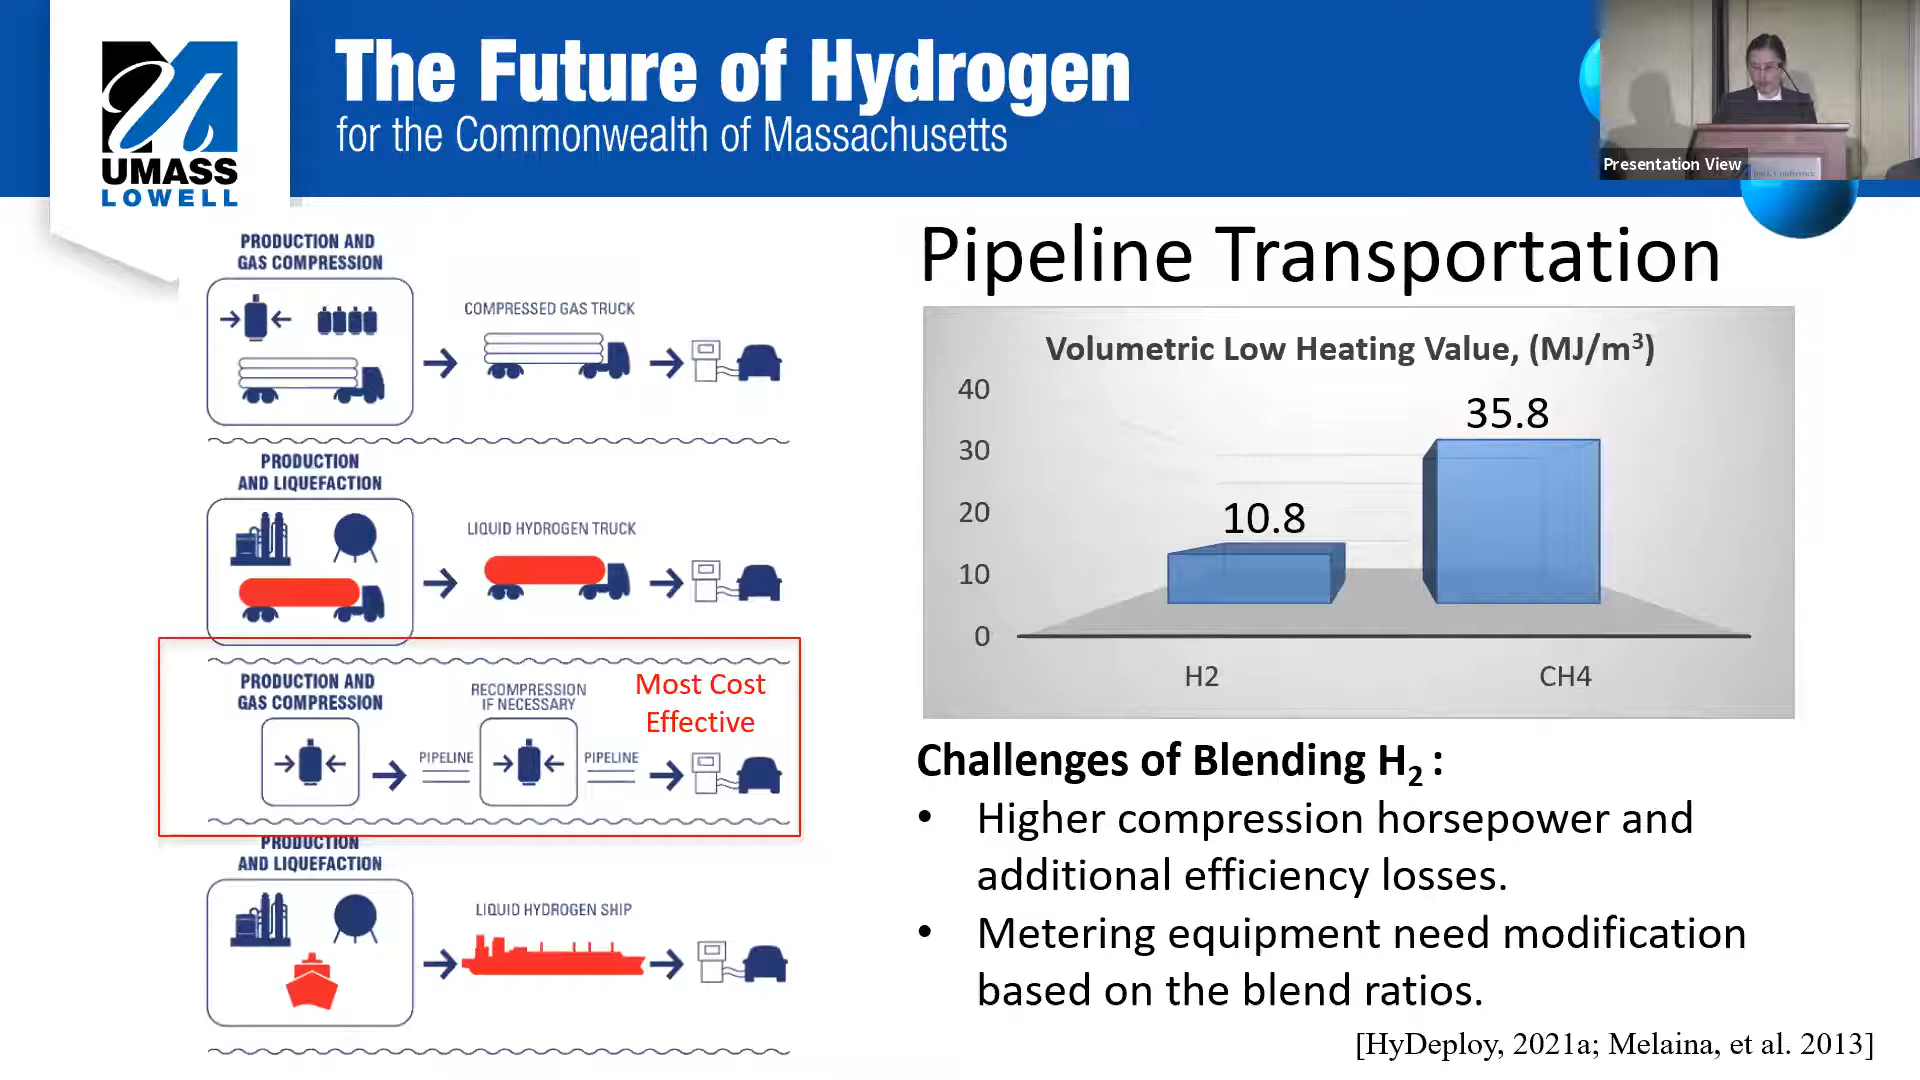 UMASS
LOWELL
The Future of Hydrogen
for the Commonwealth of Massachusetts
Presentation View
PRODUCTION AND
GAS COMPRESSION
COMPRESSED GAS TRUCK
PRODUCTION
AND LIQUEFACTION
LIQUID HYDROGEN TRUCK
PRODUCTION AND
GAS COMPRESSION
RECOMPRESSION
IF NECESSARY
Most Cost
Effective
PIPELINE
PIPELINE
PRODUCTION
AND LIQUEFACTION
LIQUID HYDROGEN SHIP
Pipeline Transportation
Volumetric Low Heating Value, (MJ/m³)
40
30
20
10
0
10.8
35.8
H2
CH4
Challenges of Blending H₂ :
• Higher compression horsepower and
additional efficiency losses.
• Metering equipment need modification
based on the blend ratios.
[HyDeploy, 2021a; Melaina, et al. 2013]